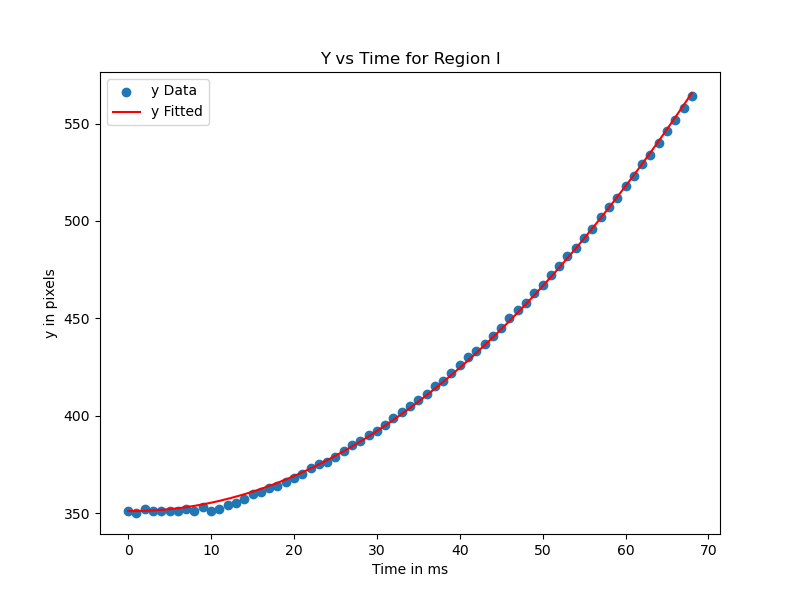 Y vs Time for Region I
y Data
y Fitted
550
500
450
400
350
y in pixels
0 10 20 30 40 50 60 70
Time in ms